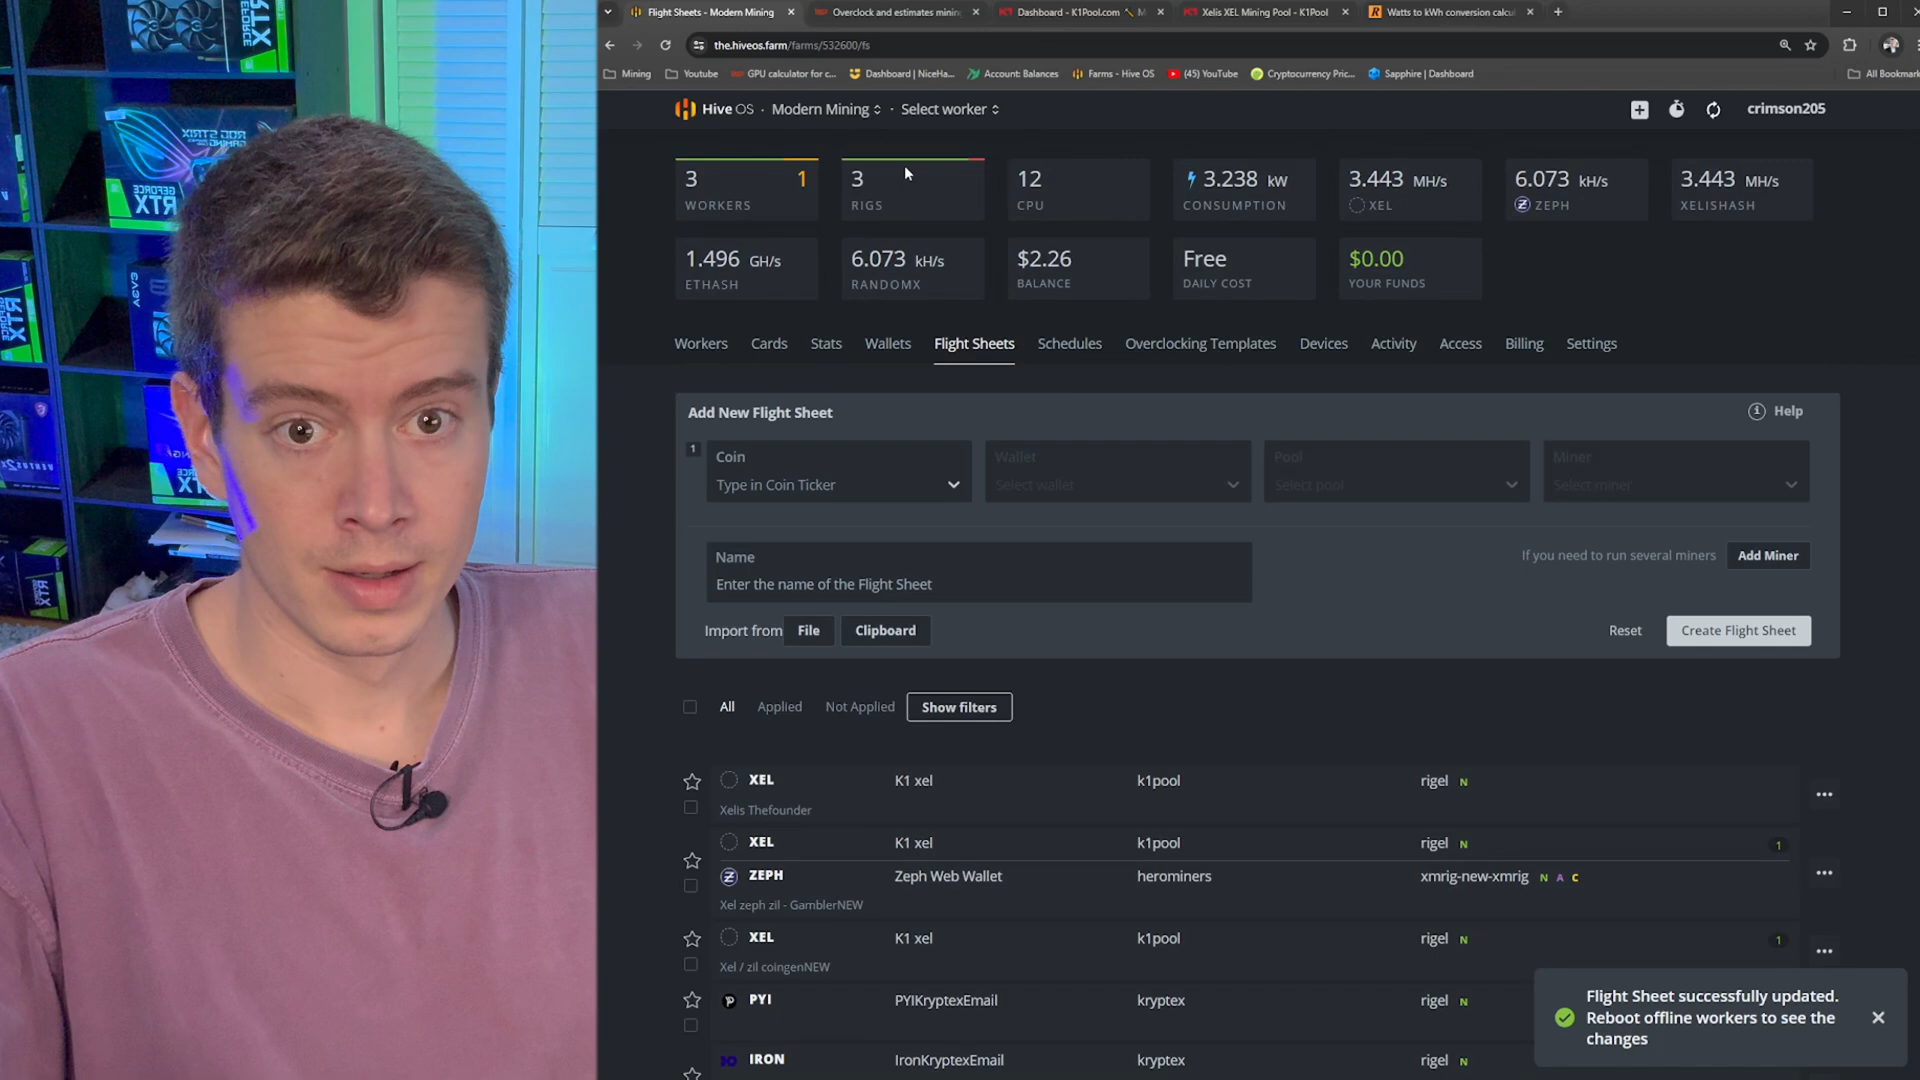 Flight Sheets - Modern Mining
Overclock and estimates minin
Dashboard - K1Pool.com
Xelis XEL Mining Pool - K1Pool
Watts to kWh conversion calcu
the.hiveos.farm/farms/532600/fs
Mining
Youtube
GPU calculator for c...
Dashboard | NiceHa...
Account: Balances
Farms - Hive OS
(45) YouTube
Cryptocurrency Pric...
Sapphire | Dashboard
All Bookmark
Hive OS · Modern Mining · Select worker
crimson205
3 1
WORKERS
3
RIGS
12
CPU
3.238 kW
CONSUMPTION
3.443 MH/s
XEL
6.073 kH/s
ZEPH
3.443 MH/s
XELISHASH
1.496 GH/s
ETHASH
6.073 kH/s
RANDOMX
$2.26
BALANCE
Free
DAILY COST
$0.00
YOUR FUNDS
Workers Cards Stats Wallets Flight Sheets Schedules Overclocking Templates Devices Activity Access Billing Settings
Add New Flight Sheet
Help
1
Coin
Type in Coin Ticker
Wallet
Select wallet
Pool
Select pool
Miner
Select miner
Name
Enter the name of the Flight Sheet
If you need to run several miners Add Miner
Import from File Clipboard
Reset Create Flight Sheet
All Applied Not Applied Show filters
XEL K1 xel k1pool rigel N
Xelis Thefounder
XEL K1 xel k1pool rigel N 1
ZEPH Zeph Web Wallet herominers xmrig-new-xmrig N A C
Xel zeph zil - GamblerNEW
XEL K1 xel k1pool rigel N 1
Xel / zil coingenNEW
PYI PYIKryptexEmail kryptex rigel N
IRON IronKryptexEmail kryptex rigel N
Flight Sheet successfully updated.
Reboot offline workers to see the
changes
RTX
GEFORCE
RTX
RTX
RTX
RTX
EVGA